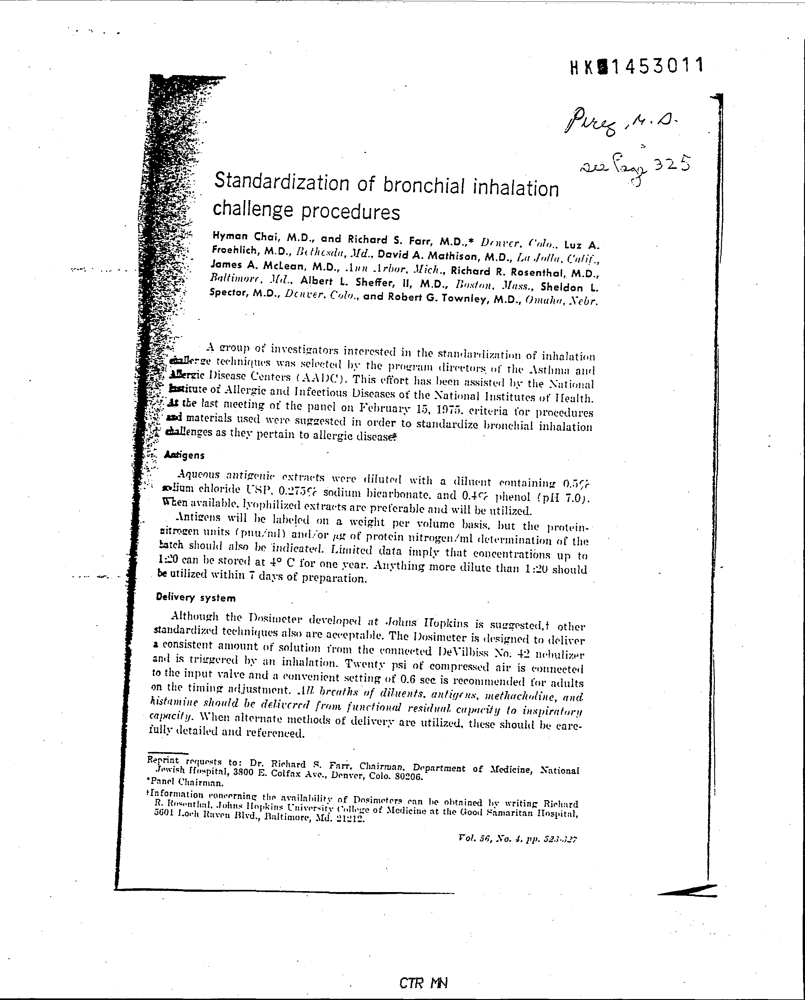 HK 1453011
Perez, M.D.
see Page 325
Standardization of bronchial inhalation
challenge procedures
Hyman Chai, M.D., and Richard S. Farr, M.D.,* Denver, Colo., Luz A.
Froehlich, M.D., Bethesda, Md., David A. Mathison, M.D., La Jolla, Calif.,
James A. McLean, M.D., Ann Arbor, Mich., Richard R. Rosenthal, M.D.,
Baltimore, Md., Albert L. Sheffer, II, M.D., Boston, Mass., Sheldon L.
Spector, M.D., Denver, Colo., and Robert G. Townley, M.D., Omaha, Nebr.
A group of investigators interested in the standardization of inhalation
challenge techniques was selected by the program directors of the Asthma and
Allergic Disease Centers (AADC). This effort has been assisted by the National
Institute of Allergic and Infectious Diseases of the National Institutes of Health.
At the last meeting of the panel on February 15, 1975, criteria for procedures
and materials used were suggested in order to standardize bronchial inhalation
challenges as they pertain to allergic disease
Antigens
Aqueous antigenic extracts were diluted with a diluent containing 0.5%
sodium chloride USP, 0.275% sodium bicarbonate, and 0.4% phenol (pH 7.0).
When available, lyophilized extracts are preferable and will be utilized.
Antigens will be labeled on a weight per volume basis, but the protein-
nitrogen units (pnu/ml) and/or μg of protein nitrogen/ml determination of the
batch should also be indicated. Limited data imply that concentrations up to
1:20 can be stored at 4° C for one year. Anything more dilute than 1:20 should
be utilized within 7 days of preparation.
Delivery system
Although the Dosimeter developed at Johns Hopkins is suggested,† other
standardized techniques also are acceptable. The Dosimeter is designed to deliver
a consistent amount of solution from the connected DeVilbiss No. 42 nebulizer
and is triggered by an inhalation. Twenty psi of compressed air is connected
to the input valve and a convenient setting of 0.6 sec is recommended for adults
on the timing adjustment. All breaths of diluents, antigens, methacholine, and
histamine should be delivered from functional residual capacity to inspiratory
capacity. When alternate methods of delivery are utilized, these should be care-
fully detailed and referenced.
Reprint requests to: Dr. Richard S. Farr, Chairman, Department of Medicine, National
Jewish Hospital, 3800 E. Colfax Ave., Denver, Colo. 80206.
*Panel Chairman.
†Information concerning the availability of Dosimeters can be obtained by writing Richard
R. Rosenthal, Johns Hopkins University College of Medicine at the Good Samaritan Hospital,
5601 Loch Raven Blvd., Baltimore, Md. 21212.
Vol. 56, No. 4, pp. 323-327
CTR MN